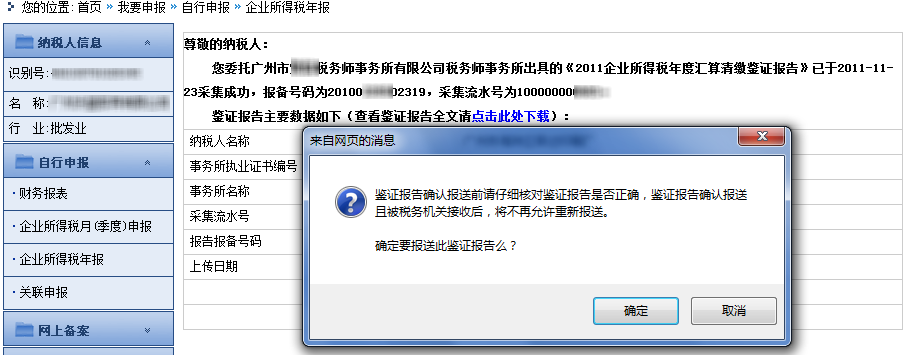 您的位置: 首页 » 我要申报 » 自行申报 » 企业所得税年报
纳税人信息
识别号:
名 称:
行 业:批发业
自行申报
· 财务报表
· 企业所得税月(季度)申报
· 企业所得税年报
· 关联申报
网上备案
尊敬的纳税人：
您委托广州市 税务师事务所有限公司税务师事务所出具的《2011企业所得税年度汇算清缴鉴证报告》已于2011-11-
23采集成功，报备号码为20100 02319，采集流水号为10000000
鉴证报告主要数据如下（查看鉴证报告全文请点击此处下载）：
纳税人名称
事务所执业证书编号
事务所名称
采集流水号
报告报备号码
上传日期
来自网页的消息
鉴证报告确认报送前请仔细核对鉴证报告是否正确，鉴证报告确认报送
且被税务机关接收后，将不再允许重新报送。
确定要报送此鉴证报告么？
确定
取消